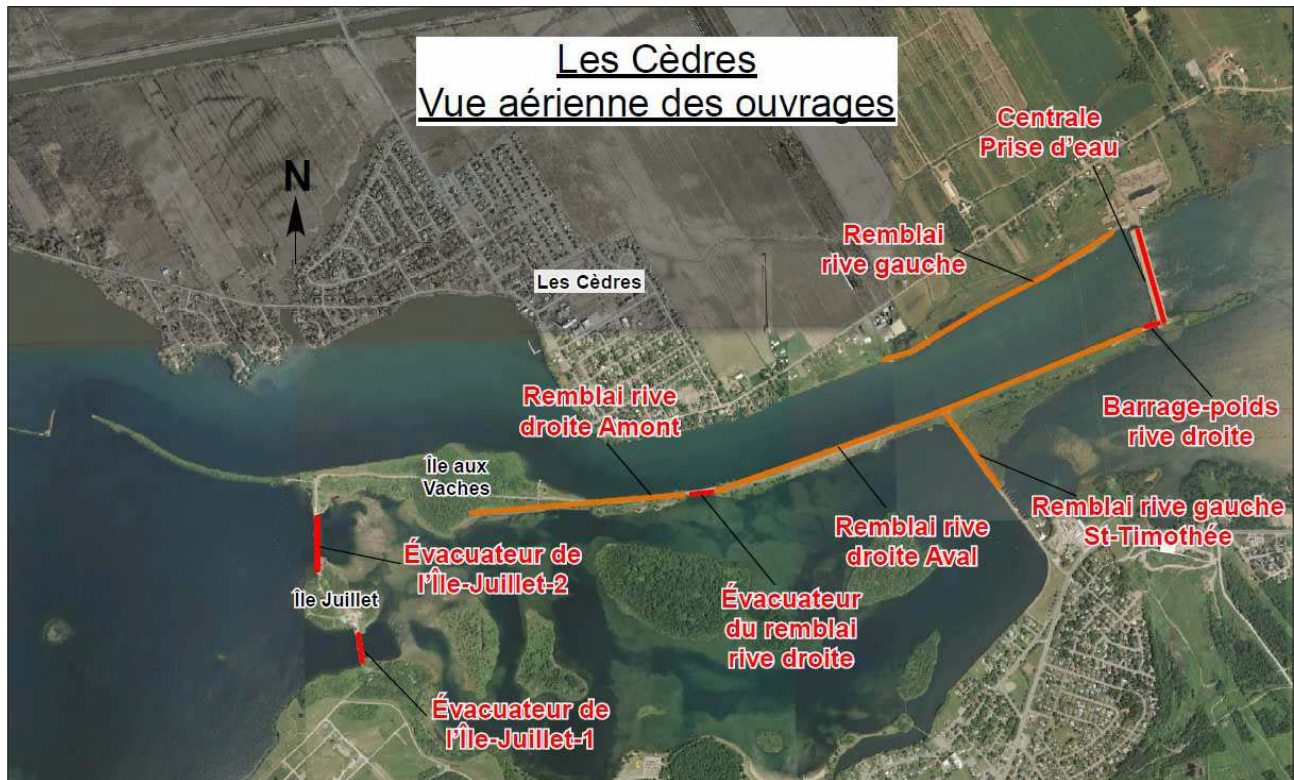 Les Cèdres
Vue aérienne des ouvrages
Centrale
Prise d'eau
N
Remblai
rive gauche
Les Cèdres
Remblai rive
droite Amont
Barrage-poids
rive droite
Île aux
Vaches
Remblai rive gauche
St-Timothée
Remblai rive
droite Aval
Évacuateur de
l'Île-Juillet-2
Île Juillet
Évacuateur
du remblai
rive droite
Évacuateur de
l'Île-Juillet-1